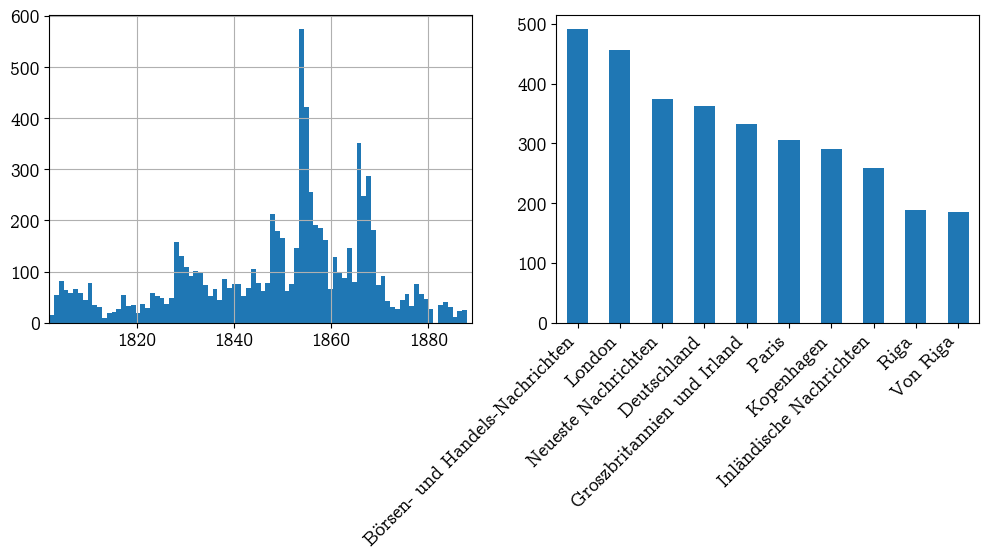 600
500
400
300
200
100
0
1820
1840
1860
1880
500
400
300
200
100
0
Börsen- und Handels-Nachrichten
London
Neueste Nachrichten
Deutschland
Groszbritannien und Irland
Paris
Kopenhagen
Inländische Nachrichten
Riga
Von Riga